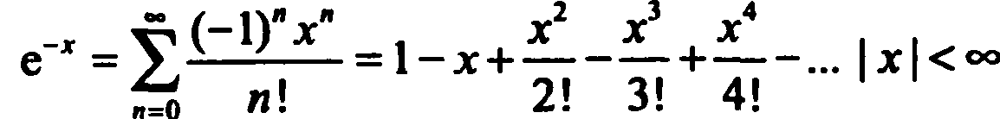 e^{-x} = \sum_{n=0}^{\infty} \frac{(-1)^n x^n}{n!} = 1 - x + \frac{x^2}{2!} - \frac{x^3}{3!} + \frac{x^4}{4!} - ... |x| < \infty